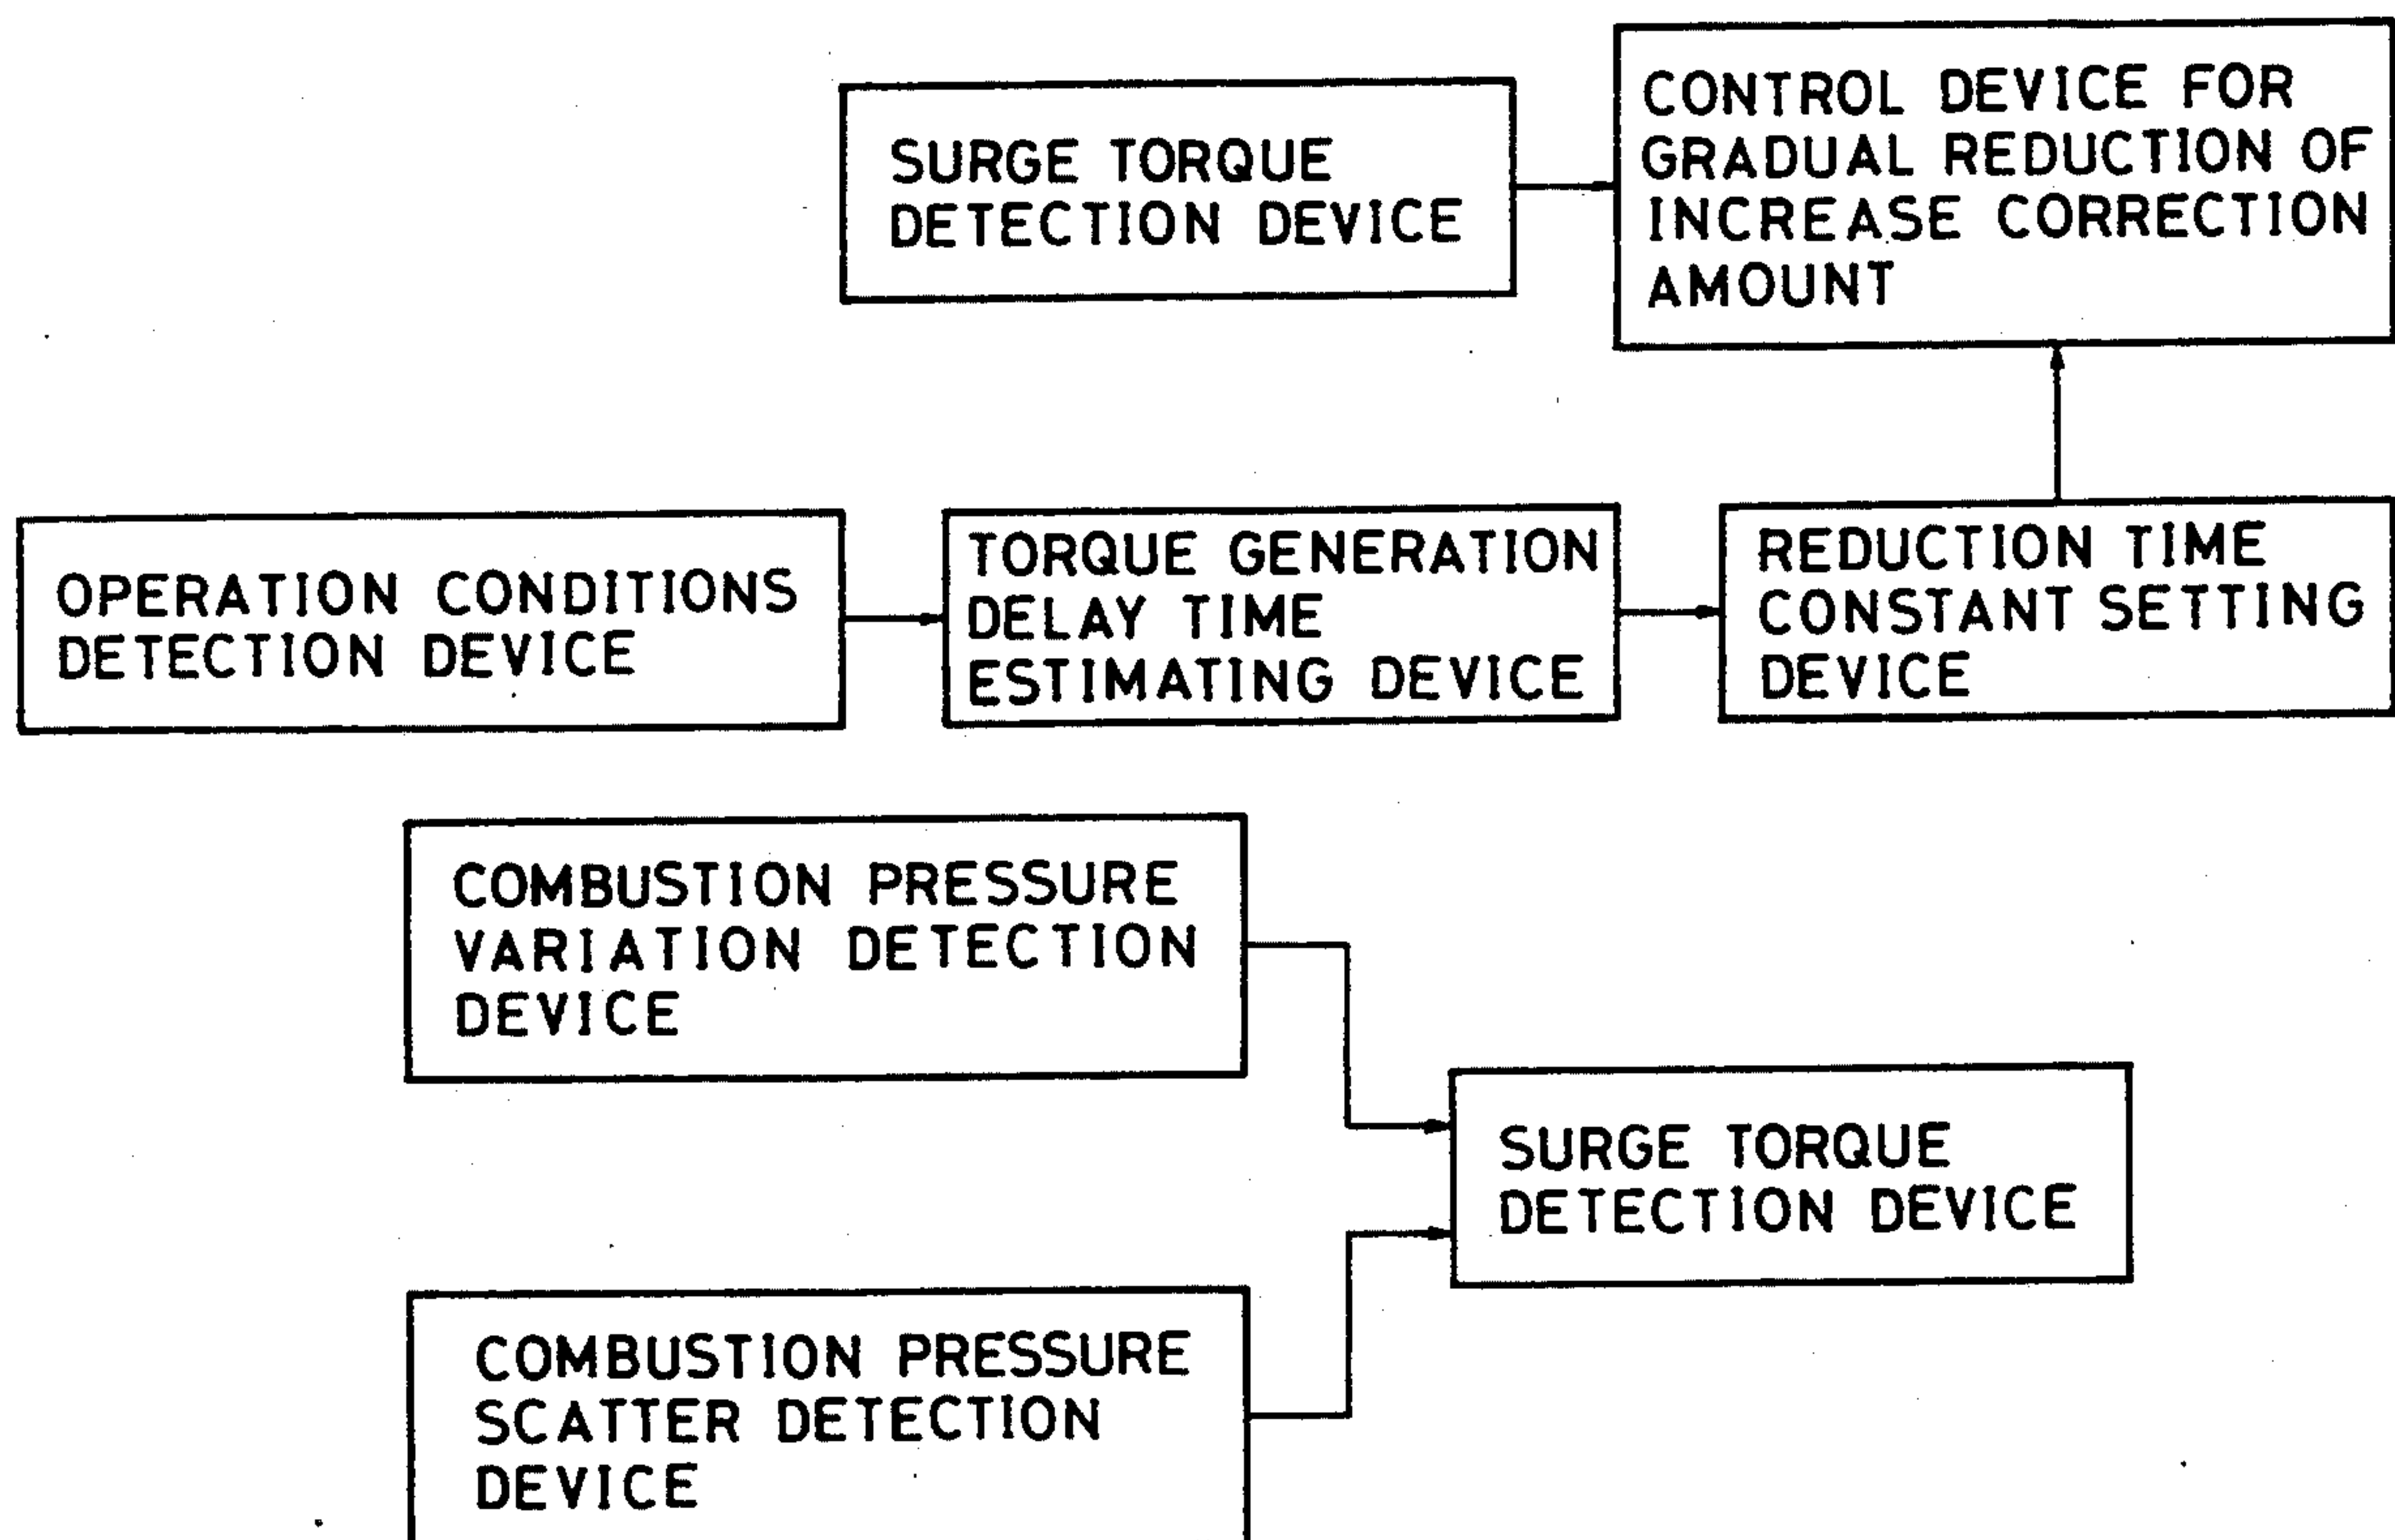 SURGE TORQUE
DETECTION DEVICE
CONTROL DEVICE FOR
GRADUAL REDUCTION OF
INCREASE CORRECTION
AMOUNT
OPERATION CONDITIONS
DETECTION DEVICE
TORQUE GENERATION
DELAY TIME
ESTIMATING DEVICE
REDUCTION TIME
CONSTANT SETTING
DEVICE
COMBUSTION PRESSURE
VARIATION DETECTION
DEVICE
SURGE TORQUE
DETECTION DEVICE
COMBUSTION PRESSURE
SCATTER DETECTION
DEVICE